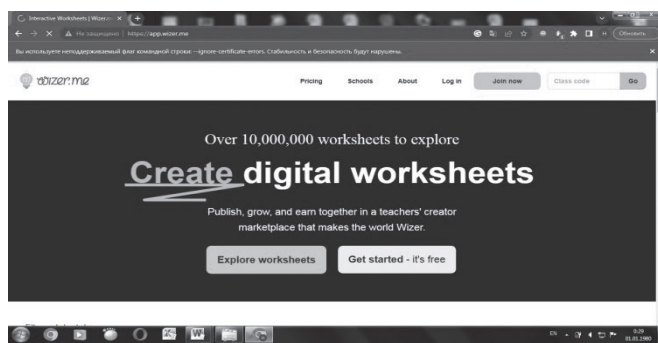 Interactive Worksheets | Wizer.m
Не защищено | https://app.wizer.me
Обновить
Вы используете неподдерживаемый флаг командной строки: --ignore-certificate-errors. Стабильность и безопасность будут нарушены.
wizer.me Pricing Schools About Log in Join now Class code Go
Over 10,000,000 worksheets to explore
Create digital worksheets
Publish, grow, and earn together in a teachers' creator
marketplace that makes the world Wizer.
Explore worksheets Get started - it's free
EN 0:29
01.01.1980